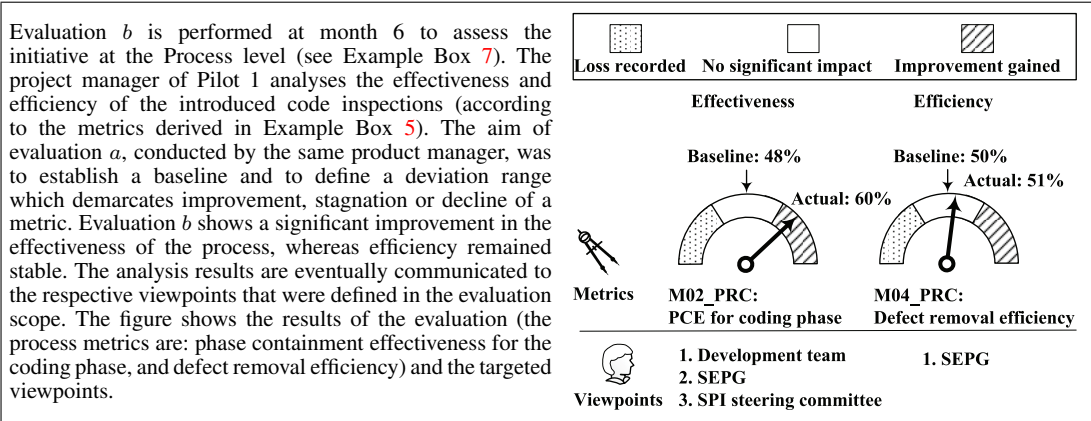 Evaluation b is performed at month 6 to assess the
initiative at the Process level (see Example Box 7). The
project manager of Pilot 1 analyses the effectiveness and
efficiency of the introduced code inspections (according
to the metrics derived in Example Box 5). The aim of
evaluation a, conducted by the same product manager, was
to establish a baseline and to define a deviation range
which demarcates improvement, stagnation or decline of a
metric. Evaluation b shows a significant improvement in the
effectiveness of the process, whereas efficiency remained
stable. The analysis results are eventually communicated to
the respective viewpoints that were defined in the evaluation
scope. The figure shows the results of the evaluation (the
process metrics are: phase containment effectiveness for the
coding phase, and defect removal efficiency) and the targeted
viewpoints.
Loss recorded No significant impact Improvement gained
Effectiveness Efficiency
Baseline: 48% Baseline: 50%
Actual: 51%
Actual: 60%
Metrics M02_PRC: M04_PRC:
PCE for coding phase Defect removal efficiency
1. Development team 1. SEPG
2. SEPG
Viewpoints 3. SPI steering committee